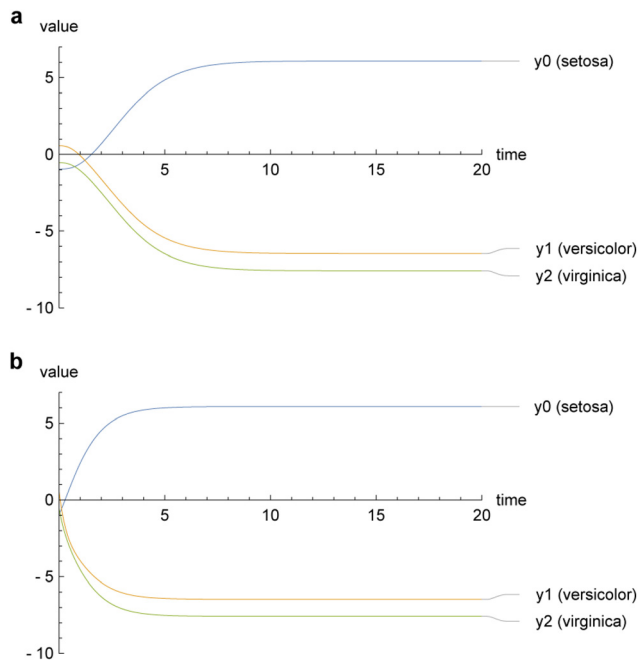 a
value
5
0
- 5
- 10
5 10 15 20
time
y0 (setosa)
y1 (versicolor)
y2 (virginica)
b
value
5
0
- 5
- 10
5 10 15 20
time
y0 (setosa)
y1 (versicolor)
y2 (virginica)